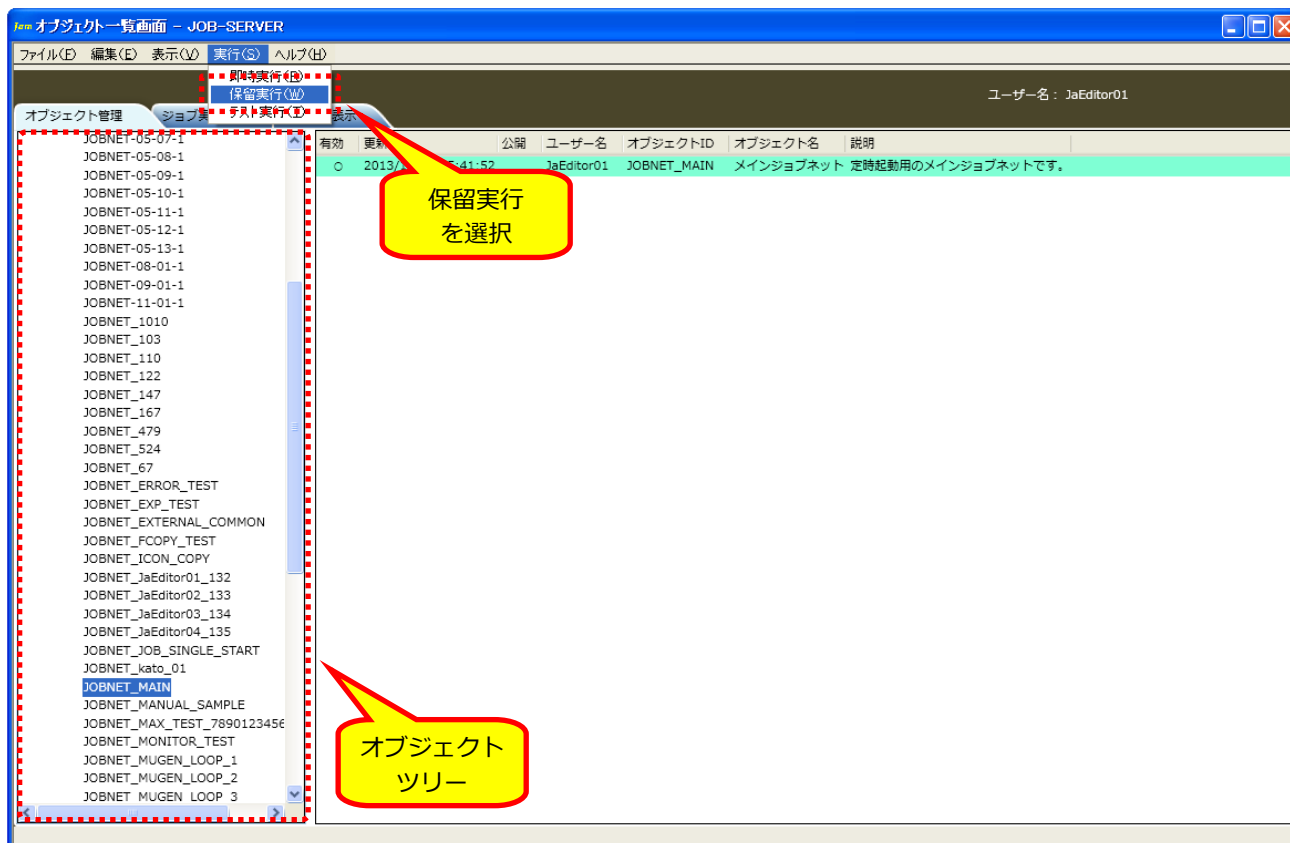 Jam オブジェクト一覧画面 - JOB-SERVER
ファイル(F) 編集(E) 表示(V) 実行(S) ヘルプ(H)
即時実行(R)
保留実行(W)
テスト実行(T)
ユーザー名: JaEditor01
オブジェクト管理 ジョブ 表示
有効 公開 ユーザー名 オブジェクトID オブジェクト名 説明
○ JaEditor01 JOBNET_MAIN メインジョブネット 定時起動用のメインジョブネットです。
保留実行
を選択
JOBNET-05-07-1
JOBNET-05-08-1
JOBNET-05-09-1
JOBNET-05-10-1
JOBNET-05-11-1
JOBNET-05-12-1
JOBNET-05-13-1
JOBNET-08-01-1
JOBNET-09-01-1
JOBNET-11-01-1
JOBNET_1010
JOBNET_103
JOBNET_110
JOBNET_122
JOBNET_147
JOBNET_167
JOBNET_479
JOBNET_524
JOBNET_67
JOBNET_ERROR_TEST
JOBNET_EXP_TEST
JOBNET_EXTERNAL_COMMON
JOBNET_FCOPY_TEST
JOBNET_ICON_COPY
JOBNET_JaEditor01_132
JOBNET_JaEditor02_133
JOBNET_JaEditor03_134
JOBNET_JaEditor04_135
JOBNET_JOB_SINGLE_START
JOBNET_kato_01
JOBNET_MAIN
JOBNET_MANUAL_SAMPLE
JOBNET_MAX_TEST_7890123456
JOBNET_MONITOR_TEST
JOBNET_MUGEN_LOOP_1
JOBNET_MUGEN_LOOP_2
JOBNET_MUGEN_LOOP_3
オブジェクト
ツリー